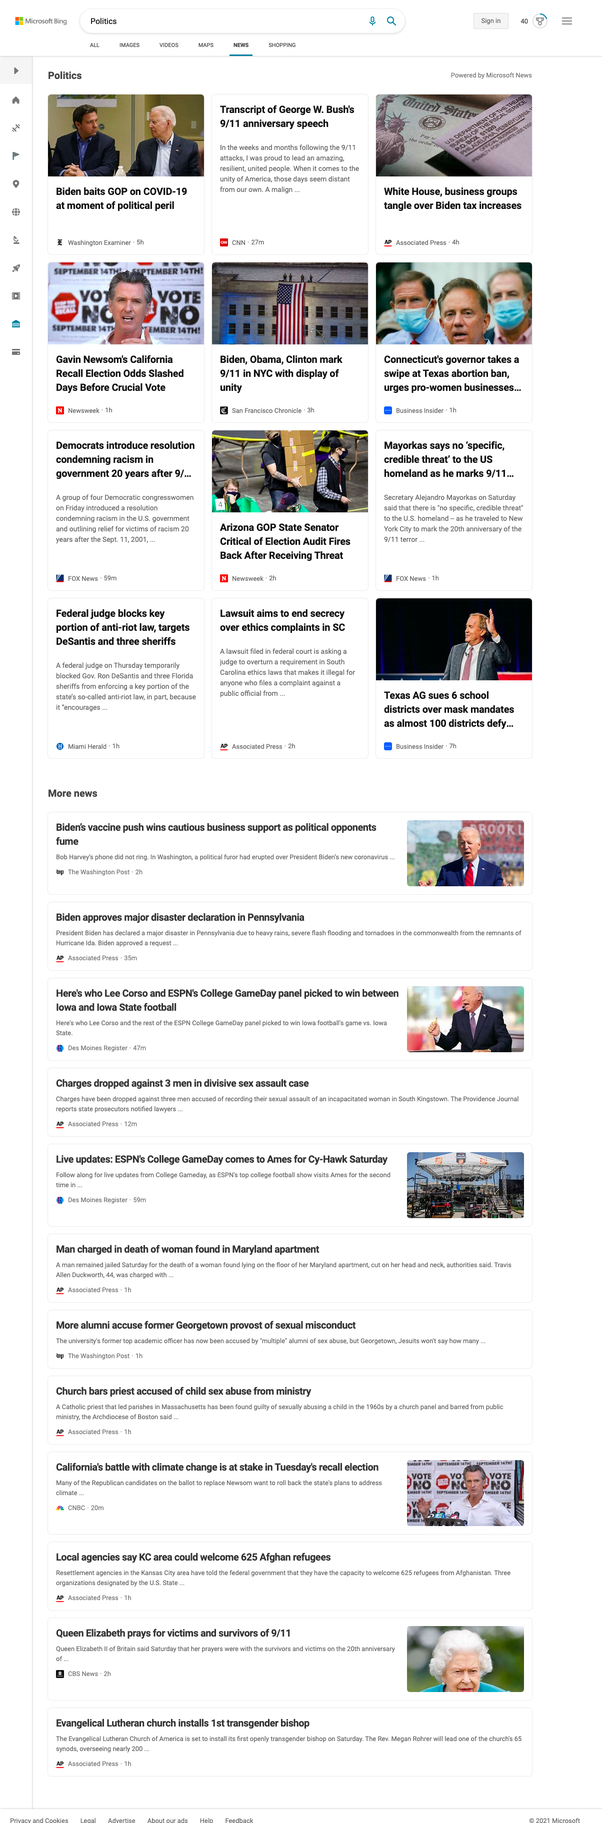 Microsoft Bing
Politics
Sign in
40
ALL IMAGES VIDEOS MAPS NEWS SHOPPING
Politics
Powered by Microsoft News
Biden baits GOP on COVID-19
at moment of political peril
Washington Examiner · 5h
Transcript of George W. Bush's
9/11 anniversary speech
In the weeks and months following the 9/11
attacks, I was proud to lead an amazing,
resilient, united people. When it comes to the
unity of America, those days seem distant
from our own. A malign ...
CNN · 27m
United States
White House, business groups
tangle over Biden tax increases
AP Associated Press · 4h
SEPTEMBER 14TH!
VOTE
NO
Gavin Newsom's California
Recall Election Odds Slashed
Days Before Crucial Vote
Newsweek · 1h
Biden, Obama, Clinton mark
9/11 in NYC with display of
unity
San Francisco Chronicle · 3h
Connecticut's governor takes a
swipe at Texas abortion ban,
urges pro-women businesses...
Business Insider · 1h
Democrats introduce resolution
condemning racism in
government 20 years after 9/...
A group of four Democratic congresswomen
on Friday introduced a resolution
condemning racism in the U.S. government
and outlining relief for victims of racism 20
years after the Sept. 11, 2001, ...
FOX News · 59m
4
Arizona GOP State Senator
Critical of Election Audit Fires
Back After Receiving Threat
Newsweek · 2h
Mayorkas says no 'specific,
credible threat' to the US
homeland as he marks 9/11...
Secretary Alejandro Mayorkas on Saturday
said that there is "no specific, credible threat"
to the U.S. homeland – as he traveled to New
York City to mark the 20th anniversary of the
9/11 terror ...
FOX News · 1h
Federal judge blocks key
portion of anti-riot law, targets
DeSantis and three sheriffs
A federal judge on Thursday temporarily
blocked Gov. Ron DeSantis and three Florida
sheriffs from enforcing a key portion of the
state's so-called anti-riot law, in part, because
it "encourages ...
Miami Herald · 1h
Lawsuit aims to end secrecy
over ethics complaints in SC
A lawsuit filed in federal court is asking a
judge to overturn a requirement in South
Carolina ethics laws that makes it illegal for
anyone who files a complaint against a
public official from ...
AP Associated Press · 2h
Texas AG sues 6 school
districts over mask mandates
as almost 100 districts defy...
Business Insider · 7h
More news
Biden's vaccine push wins cautious business support as political opponents
fume
Bob Harvey's phone did not ring. In Washington, a political furor had erupted over President Biden's new coronavirus ...
wp The Washington Post · 2h
Biden approves major disaster declaration in Pennsylvania
President Biden has declared a major disaster in Pennsylvania due to heavy rains, severe flash flooding and tornadoes in the commonwealth from the remnants of
Hurricane Ida. Biden approved a request ...
AP Associated Press · 35m
Here's who Lee Corso and ESPN's College GameDay panel picked to win between
Iowa and Iowa State football
Here's who Lee Corso and the rest of the ESPN College GameDay panel picked to win Iowa football's game vs. Iowa
State.
Des Moines Register · 47m
Charges dropped against 3 men in divisive sex assault case
Charges have been dropped against three men accused of recording their sexual assault of an incapacitated woman in South Kingstown. The Providence Journal
reports state prosecutors notified lawyers ...
AP Associated Press · 12m
Live updates: ESPN's College GameDay comes to Ames for Cy-Hawk Saturday
Follow along for live updates from College Gameday, as ESPN's top college football show visits Ames for the second
time in ...
Des Moines Register · 59m
Man charged in death of woman found in Maryland apartment
A man remained jailed Saturday for the death of a woman found lying on the floor of her Maryland apartment, cut on her head and neck, authorities said. Travis
Allen Duckworth, 44, was charged with ...
AP Associated Press · 1h
More alumni accuse former Georgetown provost of sexual misconduct
The university's former top academic officer has now been accused by "multiple" alumni of sex abuse, but Georgetown, Jesuits won't say how many ...
wp The Washington Post · 1h
Church bars priest accused of child sex abuse from ministry
A Catholic priest that led parishes in Massachusetts has been found guilty of sexually abusing a child in the 1960s by a church panel and barred from public
ministry, the Archdiocese of Boston said ...
AP Associated Press · 1h
California's battle with climate change is at stake in Tuesday's recall election
Many of the Republican candidates on the ballot to replace Newsom want to roll back the state's plans to address
climate ...
CNBC · 20m
VOTE
NO
Local agencies say KC area could welcome 625 Afghan refugees
Resettlement agencies in the Kansas City area have told the federal government that they have the capacity to welcome 625 refugees from Afghanistan. Three
organizations designated by the U.S. State ...
AP Associated Press · 1h
Queen Elizabeth prays for victims and survivors of 9/11
Queen Elizabeth II of Britain said Saturday that her prayers were with the survivors and victims on the 20th anniversary
of ...
CBS News · 2h
Evangelical Lutheran church installs 1st transgender bishop
The Evangelical Lutheran Church of America is set to install its first openly transgender bishop on Saturday. The Rev. Megan Rohrer will lead one of the church's 65
synods, overseeing nearly 200 ...
AP Associated Press · 1h
Privacy and Cookies Legal Advertise About our ads Help Feedback
© 2021 Microsoft